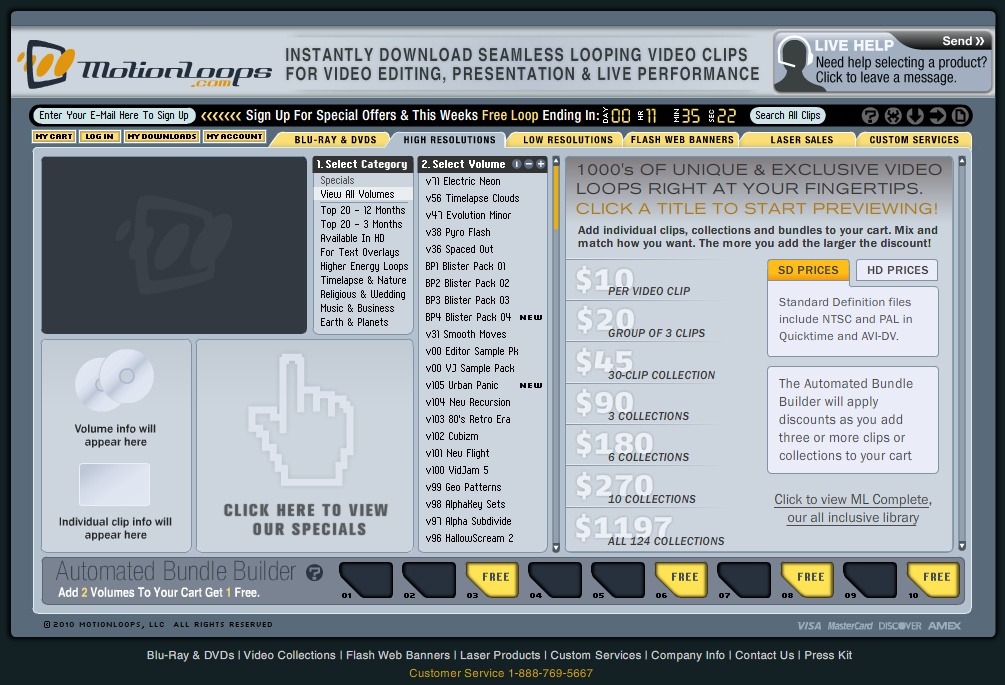 MotionLoops
.com
INSTANTLY DOWNLOAD SEAMLESS LOOPING VIDEO CLIPS
FOR VIDEO EDITING, PRESENTATION & LIVE PERFORMANCE
LIVE HELP
Send »
Need help selecting a product?
Click to leave a message.
Enter Your E-Mail Here To Sign Up
<<<<<<< Sign Up For Special Offers & This Weeks Free Loop Ending In:
DAY 00 HR 11 MIN 35 SEC 22
Search All Clips
MY CART
LOG IN
MY DOWNLOADS
MY ACCOUNT
BLU-RAY & DVDS
HIGH RESOLUTIONS
LOW RESOLUTIONS
FLASH WEB BANNERS
LASER SALES
CUSTOM SERVICES
1. Select Category
Specials
View All Volumes
Top 20 - 12 Months
Top 20 - 3 Months
Available In HD
For Text Overlays
Higher Energy Loops
Timelapse & Nature
Religious & Wedding
Music & Business
Earth & Planets
2. Select Volume
v71 Electric Neon
v56 Timelapse Clouds
v47 Evolution Minor
v38 Pyro Flash
v36 Spaced Out
BP1 Blister Pack 01
BP2 Blister Pack 02
BP3 Blister Pack 03
BP4 Blister Pack 04 NEW
v31 Smooth Moves
v00 Editor Sample Pk
v00 VJ Sample Pack
v105 Urban Panic NEW
v104 Neu Recursion
v103 80's Retro Era
v102 Cubizm
v101 Neu Flight
v100 VidJam 5
v99 Geo Patterns
v98 AlphaKey Sets
v97 Alpha Subdivide
v96 HallowScream 2
Volume info will
appear here
Individual clip info will
appear here
CLICK HERE TO VIEW
OUR SPECIALS
1000's OF UNIQUE & EXCLUSIVE VIDEO
LOOPS RIGHT AT YOUR FINGERTIPS.
CLICK A TITLE TO START PREVIEWING!
Add individual clips, collections and bundles to your cart. Mix and
match how you want. The more you add the larger the discount!
$10
PER VIDEO CLIP
$20
GROUP OF 3 CLIPS
$45
30-CLIP COLLECTION
$90
3 COLLECTIONS
$180
6 COLLECTIONS
$270
10 COLLECTIONS
$1197
ALL 124 COLLECTIONS
SD PRICES
HD PRICES
Standard Definition files
include NTSC and PAL in
Quicktime and AVI-DV.
The Automated Bundle
Builder will apply
discounts as you add
three or more clips or
collections to your cart
Click to view ML Complete,
our all inclusive library
Automated Bundle Builder ?
Add 2 Volumes To Your Cart Get 1 Free.
01
02
03 FREE
04
05
06 FREE
07
08 FREE
09
10 FREE
© 2010 MOTIONLOOPS, LLC ALL RIGHTS RESERVED
VISA MasterCard DISCOVER AMEX
Blu-Ray & DVDs | Video Collections | Flash Web Banners | Laser Products | Custom Services | Company Info | Contact Us | Press Kit
Customer Service 1-888-769-5667